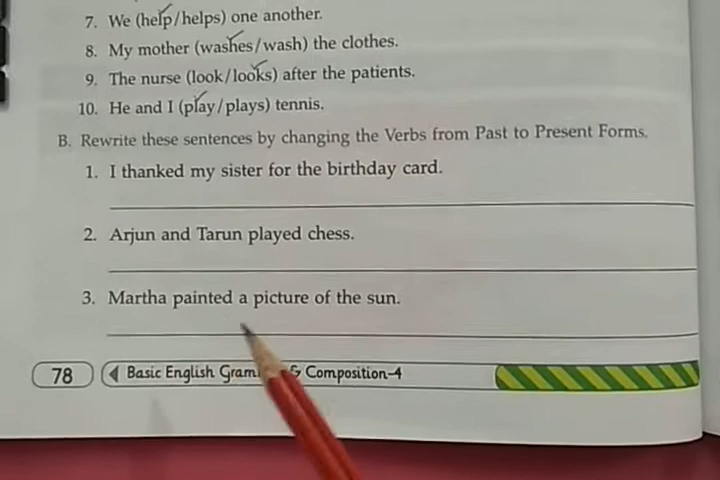 7. We (help/helps) one another.
8. My mother (washes/wash) the clothes.
9. The nurse (look/looks) after the patients.
10. He and I (play/plays) tennis.
B. Rewrite these sentences by changing the Verbs from Past to Present Forms.
1. I thanked my sister for the birthday card.
2. Arjun and Tarun played chess.
3. Martha painted a picture of the sun.
78 Basic English & Composition-4